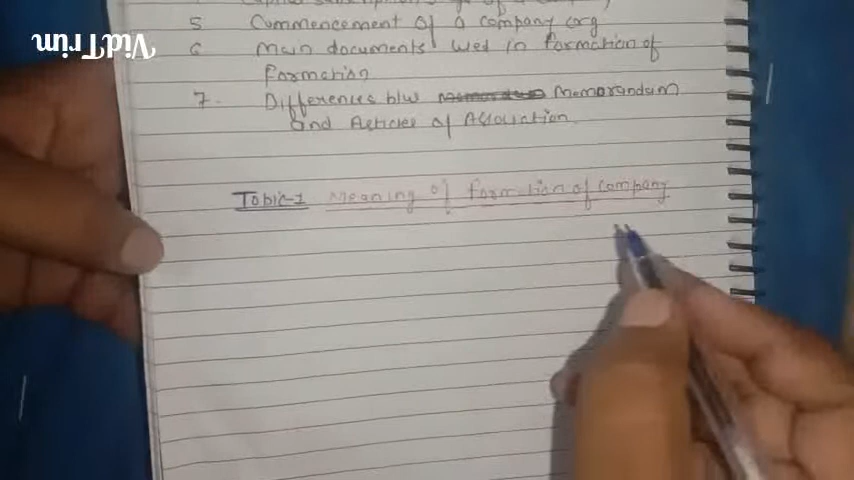 VidTrim
5 Commencement of a company org
6 Main documents used in formation of
formation
7. Differences b/w Memorandum
and Articles of Association
Topic-1 Meaning of formation of company